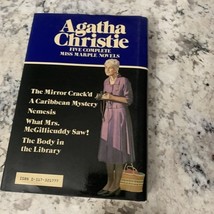 Agatha
Christie
FIVE COMPLETE
MISS MARPLE NOVELS
The Mirror Crack'd
A Caribbean Mystery
Nemesis
What Mrs.
McGillicuddy Saw!
The Body in
the Library